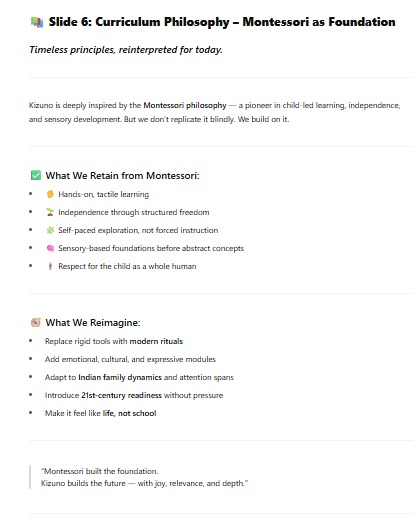 📚 Slide 6: Curriculum Philosophy – Montessori as Foundation
Timeless principles, reinterpreted for today.
Kizuno is deeply inspired by the Montessori philosophy — a pioneer in child-led learning, independence,
and sensory development. But we don't replicate it blindly. We build on it.
✅ What We Retain from Montessori:
• 🖐 Hands-on, tactile learning
• 🌱 Independence through structured freedom
• 🧩 Self-paced exploration, not forced instruction
• 🧠 Sensory-based foundations before abstract concepts
• Respect for the child as a whole human
🎯 What We Reimagine:
• Replace rigid tools with modern rituals
• Add emotional, cultural, and expressive modules
• Adapt to Indian family dynamics and attention spans
• Introduce 21st-century readiness without pressure
• Make it feel like life, not school
"Montessori built the foundation.
Kizuno builds the future — with joy, relevance, and depth."